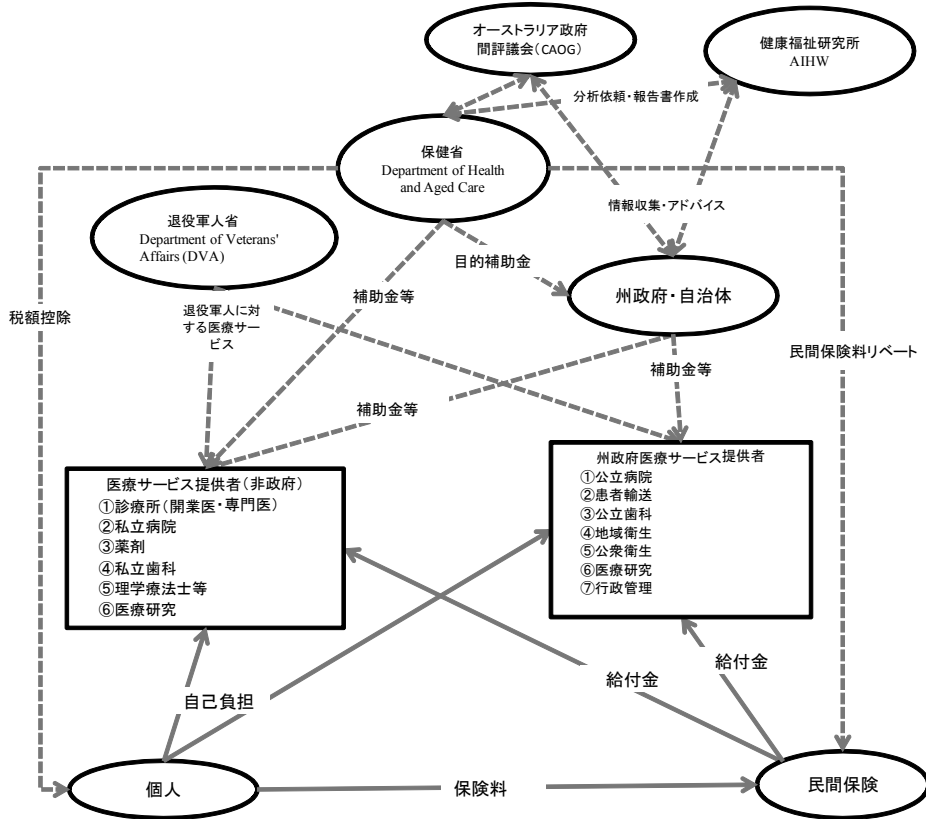 オーストラリア政府
間評議会(CAOG)
健康福祉研究所
AIHW
分析依頼・報告書作成
保健省
Department of Health
and Aged Care
退役軍人省
Department of Veterans'
Affairs (DVA)
情報収集・アドバイス
目的補助金
州政府・自治体
税額控除
退役軍人に対
する医療サー
ビス
補助金等
民間保険料リベート
補助金等
補助金等
医療サービス提供者(非政府)
①診療所(開業医・専門医)
②私立病院
③薬剤
④私立歯科
⑤理学療法士等
⑥医療研究
州政府医療サービス提供者
①公立病院
②患者輸送
③公立歯科
④地域衛生
⑤公衆衛生
⑥医療研究
⑦行政管理
自己負担
給付金
給付金
個人
保険料
民間保険